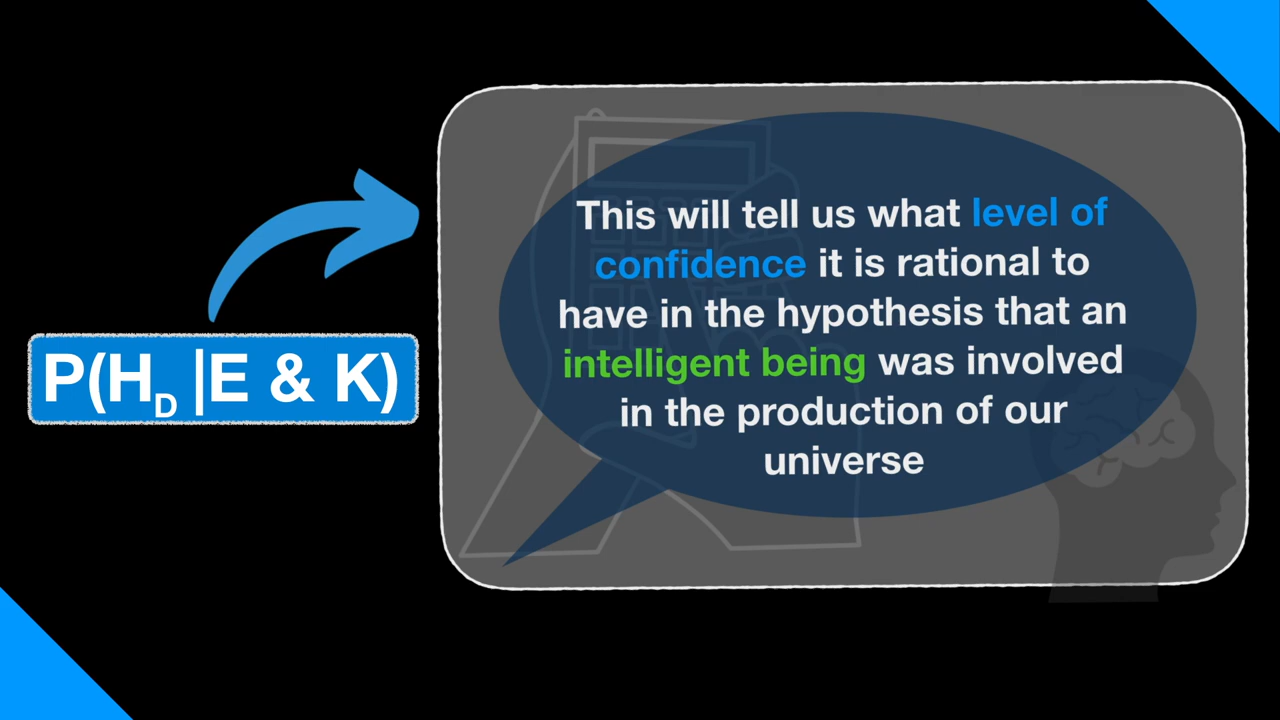 This will tell us what level of
confidence it is rational to
have in the hypothesis that an
intelligent being was involved
in the production of our
universe
P(H_D |E & K)